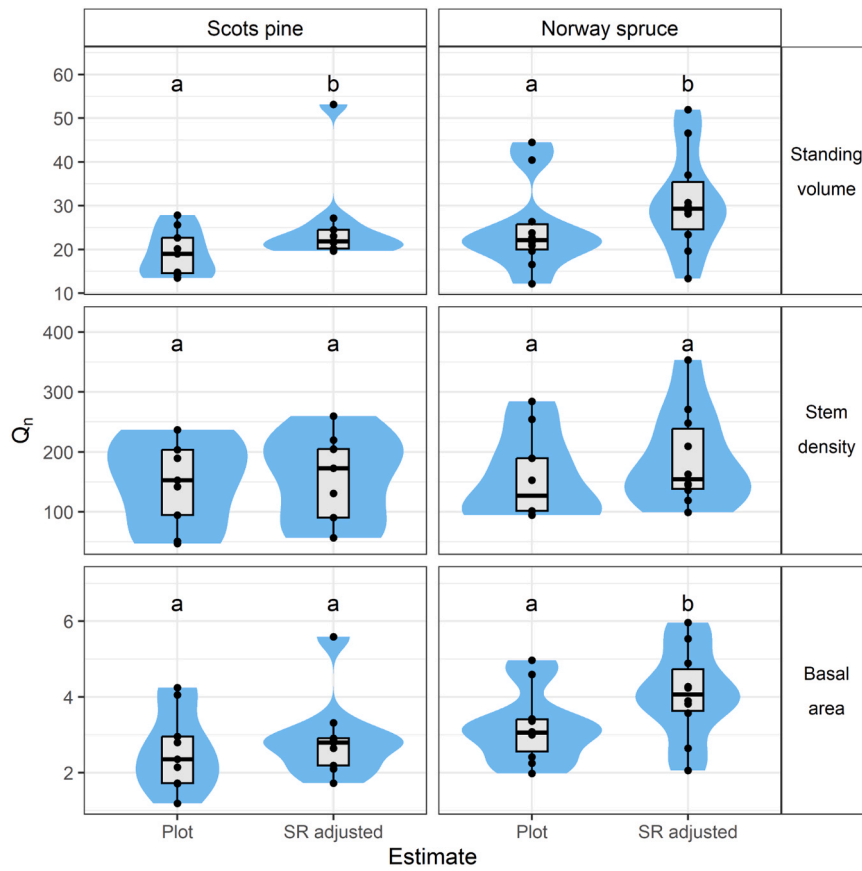 Scots pine
Norway spruce
60
50
40
30
20
10
a
b
a
b
Standing
volume
400
300
200
100
a
a
a
a
Stem
density
Qn
6
4
2
a
a
a
b
Basal
area
Plot
SR adjusted
Plot
SR adjusted
Estimate